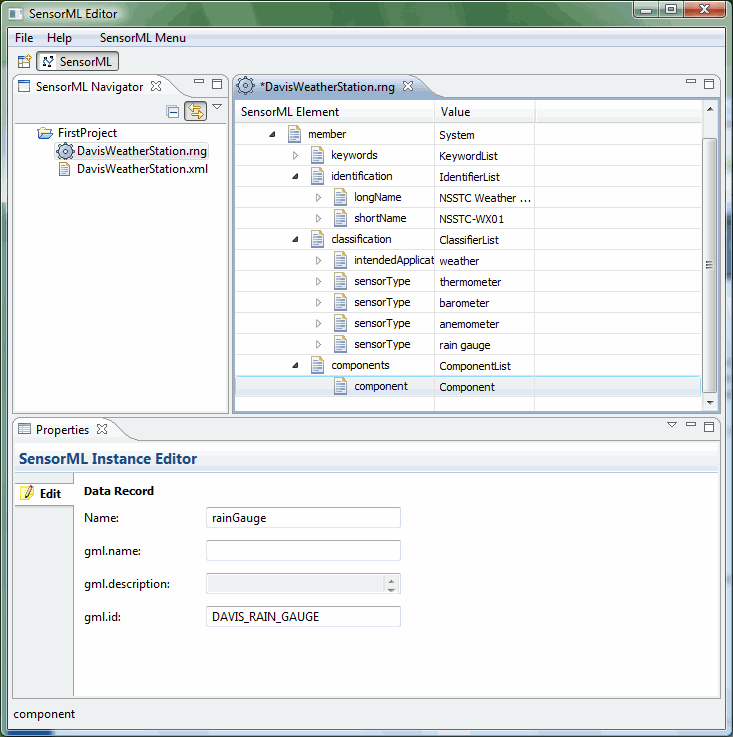 SensorML Editor
File Help SensorML Menu
SensorML
SensorML Navigator
FirstProject
DavisWeatherStation.rng
DavisWeatherStation.xml
*DavisWeatherStation.rng
SensorML Element Value
member System
keywords KeywordList
identification IdentifierList
longName NSSTC Weather ...
shortName NSSTC-WX01
classification ClassifierList
intendedApplicat weather
sensorType thermometer
sensorType barometer
sensorType anemometer
sensorType rain gauge
components ComponentList
component Component
Properties
SensorML Instance Editor
Edit
Data Record
Name: rainGauge
gml.name:
gml.description:
gml.id: DAVIS_RAIN_GAUGE
component